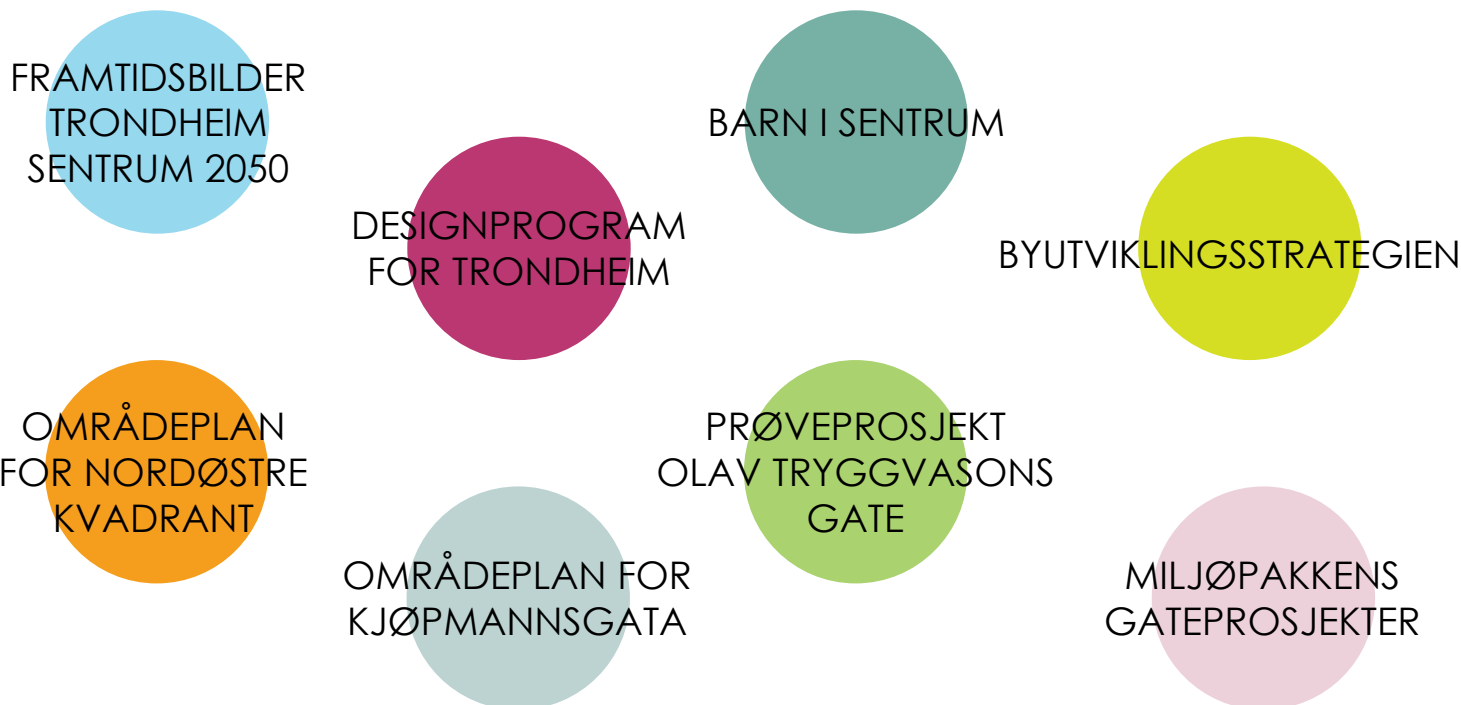 FRAMTIDSBILDER
TRONDHEIM
SENTRUM 2050
BARN I SENTRUM
DESIGNPROGRAM
FOR TRONDHEIM
BYUTVIKLINGSSTRATEGIEN
OMRÅDEPLAN
FOR NORDØSTRE
KVADRANT
PRØVEPROSJEKT
OLAV TRYGGVASONS
GATE
OMRÅDEPLAN FOR
KJØPMANNSGATA
MILJØPAKKENS
GATEPROSJEKTER